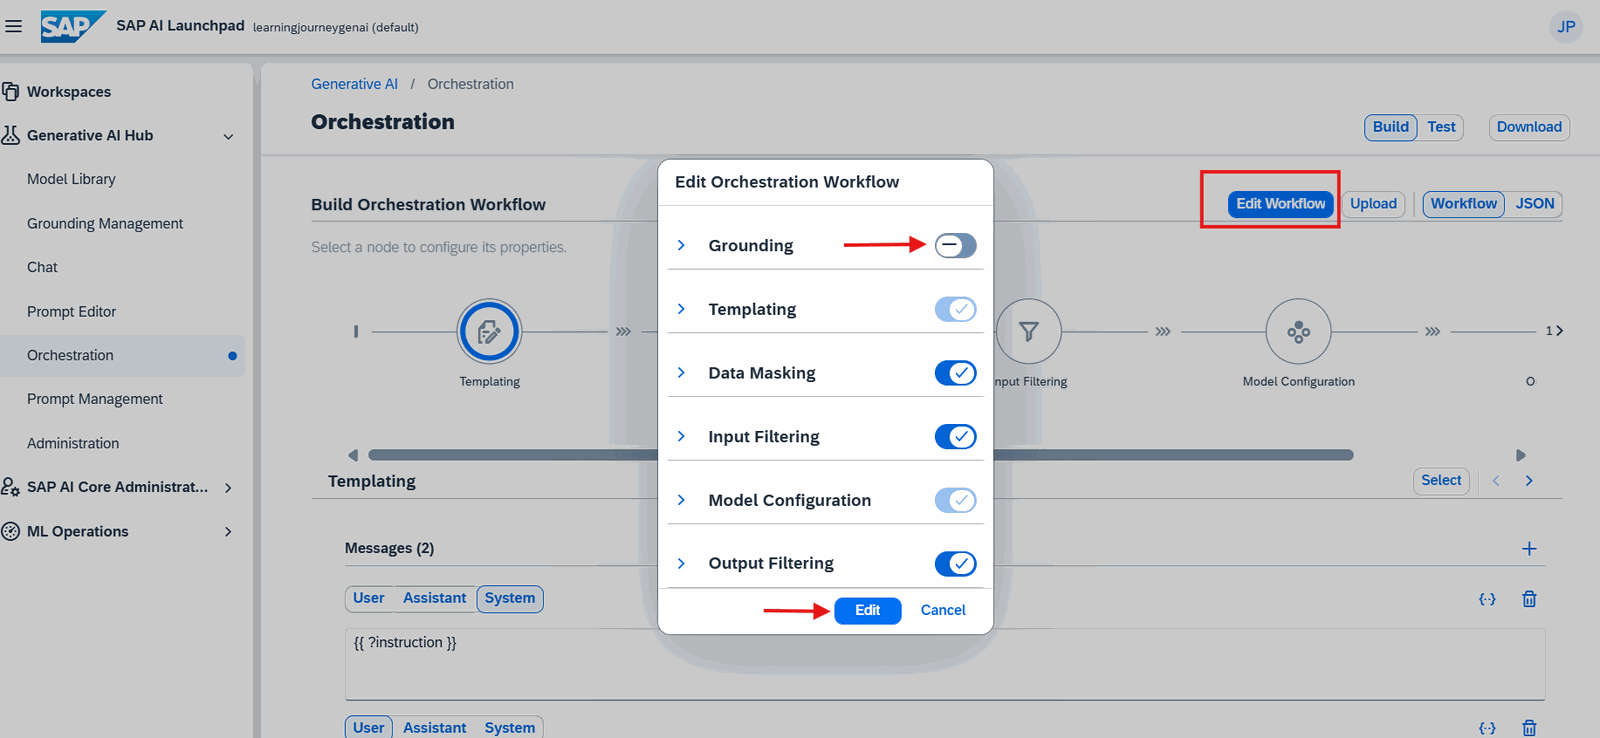 SAP
SAP AI Launchpad learningjourneygenai (default)
JP
Workspaces
Generative AI Hub
Model Library
Grounding Management
Chat
Prompt Editor
Orchestration
Prompt Management
Administration
SAP AI Core Administrat...
ML Operations
Generative AI / Orchestration
Orchestration
Build Test Download
Build Orchestration Workflow
Edit Workflow Upload Workflow JSON
Select a node to configure its properties.
Templating
nput Filtering
Model Configuration
O
1
Edit Orchestration Workflow
Grounding
Templating
Data Masking
Input Filtering
Model Configuration
Output Filtering
Edit Cancel
Templating
Select
Messages (2)
User Assistant System
{{ ?instruction }}
User Assistant System